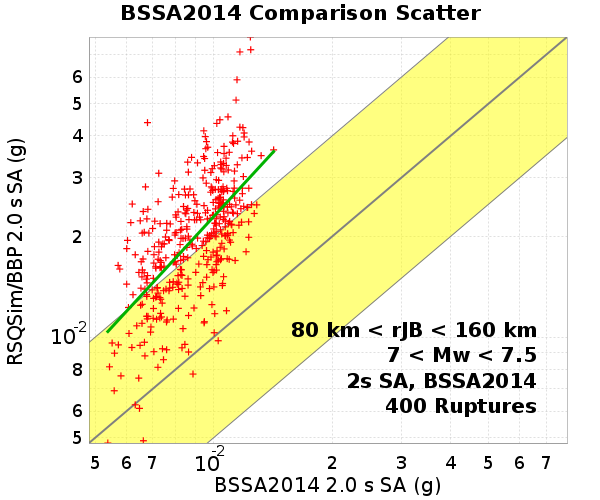 BSSA2014 Comparison Scatter
RSQSim/BBP 2.0 s SA (g)
6
5
4
3
2
10-2
8
6
5
80 km < rJB < 160 km
7 < Mw < 7.5
2s SA, BSSA2014
400 Ruptures
5 6 7 10-2 2 3 4 5 6 7
BSSA2014 2.0 s SA (g)